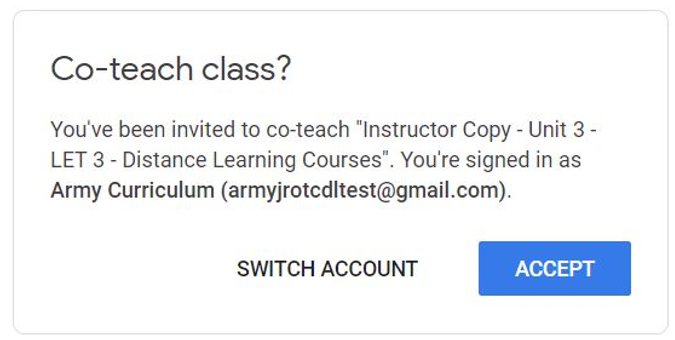 Co-teach class?
You've been invited to co-teach "Instructor Copy - Unit 3 -
LET 3 - Distance Learning Courses". You're signed in as
Army Curriculum (armyjrotcdltest@gmail.com).
SWITCH ACCOUNT ACCEPT